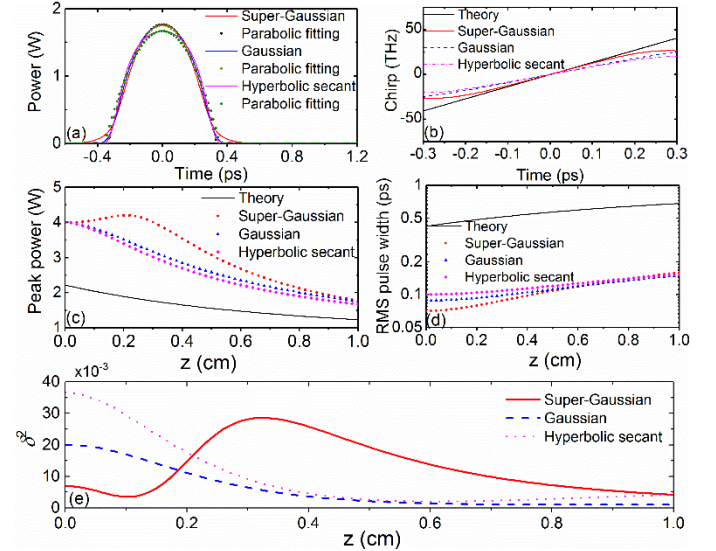 2
1
0
Power (W)
Super-Gaussian
Parabolic fitting
Gaussian
Parabolic fitting
Hyperbolic secant
Parabolic fitting
(a)
-0.4 0.0 0.4 0.8 1.2
Time (ps)
50
0
-50
Chirp (THz)
Theory
Super-Gaussian
Gaussian
Hyperbolic secant
(b)
-0.3 -0.2 -0.1 0.0 0.1 0.2 0.3
Time (ps)
5
4
3
2
1
Peak power (W)
Theory
Super-Gaussian
Gaussian
Hyperbolic secant
(c)
0.0 0.2 0.4 0.6 0.8 1.0
z (cm)
1
0.5
0.1
0.05
RMS pulse width (ps)
Theory
Super-Gaussian
Gaussian
Hyperbolic secant
(d)
0.0 0.2 0.4 0.6 0.8 1.0
z (cm)
x10⁻³
40
30
20
10
0
δ²
Super-Gaussian
Gaussian
Hyperbolic secant
(e)
0.0 0.2 0.4 0.6 0.8 1.0
z (cm)